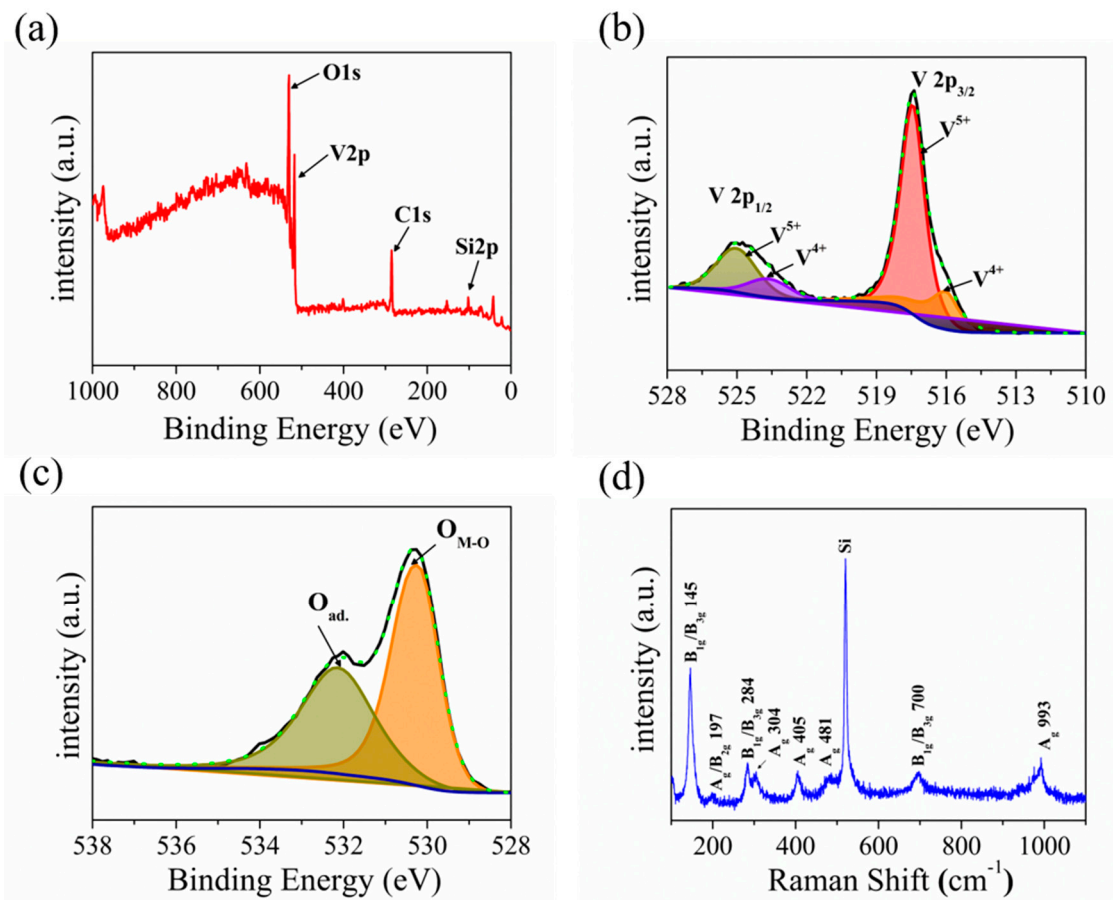 (a)
O1s
V2p
C1s
Si2p
intensity (a.u.)
1000 800 600 400 200 0
Binding Energy (eV)
(b)
V 2p3/2
V5+
V 2p1/2
V5+
V4+
V4+
intensity (a.u.)
528 525 522 519 516 513 510
Binding Energy (eV)
(c)
OM-O
Oad.
intensity (a.u.)
538 536 534 532 530 528
Binding Energy (eV)
(d)
B1g/B3g 145
Ag/B2g 197
B1g/B3g 284
Ag 304
Ag 405
Ag 481
Si
B1g/B3g 700
Ag 993
intensity (a.u.)
200 400 600 800 1000
Raman Shift (cm-1)